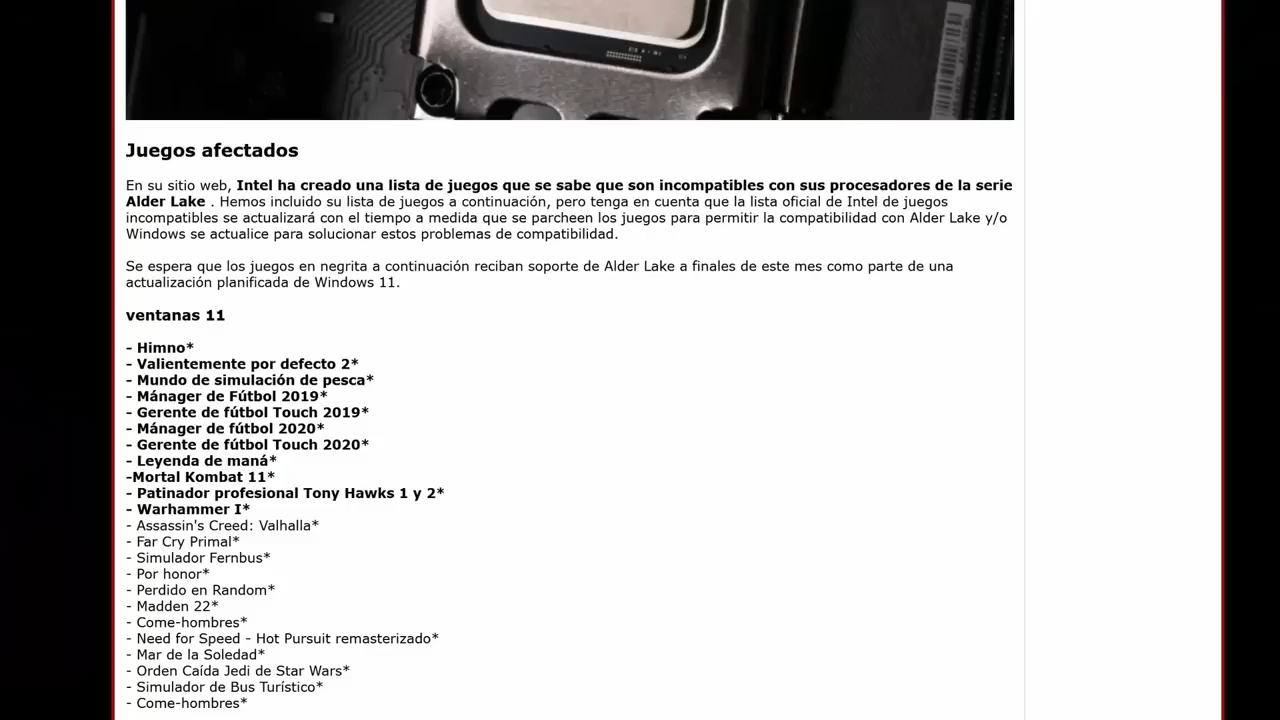 Juegos afectados
En su sitio web, Intel ha creado una lista de juegos que se sabe que son incompatibles con sus procesadores de la serie
Alder Lake . Hemos incluido su lista de juegos a continuación, pero tenga en cuenta que la lista oficial de Intel de juegos
incompatibles se actualizará con el tiempo a medida que se parcheen los juegos para permitir la compatibilidad con Alder Lake y/o
Windows se actualice para solucionar estos problemas de compatibilidad.
Se espera que los juegos en negrita a continuación reciban soporte de Alder Lake a finales de este mes como parte de una
actualización planificada de Windows 11.
ventanas 11
- Himno*
- Valientemente por defecto 2*
- Mundo de simulación de pesca*
- Mánager de Fútbol 2019*
- Gerente de fútbol Touch 2019*
- Mánager de fútbol 2020*
- Gerente de fútbol Touch 2020*
- Leyenda de maná*
-Mortal Kombat 11*
- Patinador profesional Tony Hawks 1 y 2*
- Warhammer I*
- Assassin's Creed: Valhalla*
- Far Cry Primal*
- Simulador Fernbus*
- Por honor*
- Perdido en Random*
- Madden 22*
- Come-hombres*
- Need for Speed - Hot Pursuit remasterizado*
- Mar de la Soledad*
- Orden Caída Jedi de Star Wars*
- Simulador de Bus Turístico*
- Come-hombres*